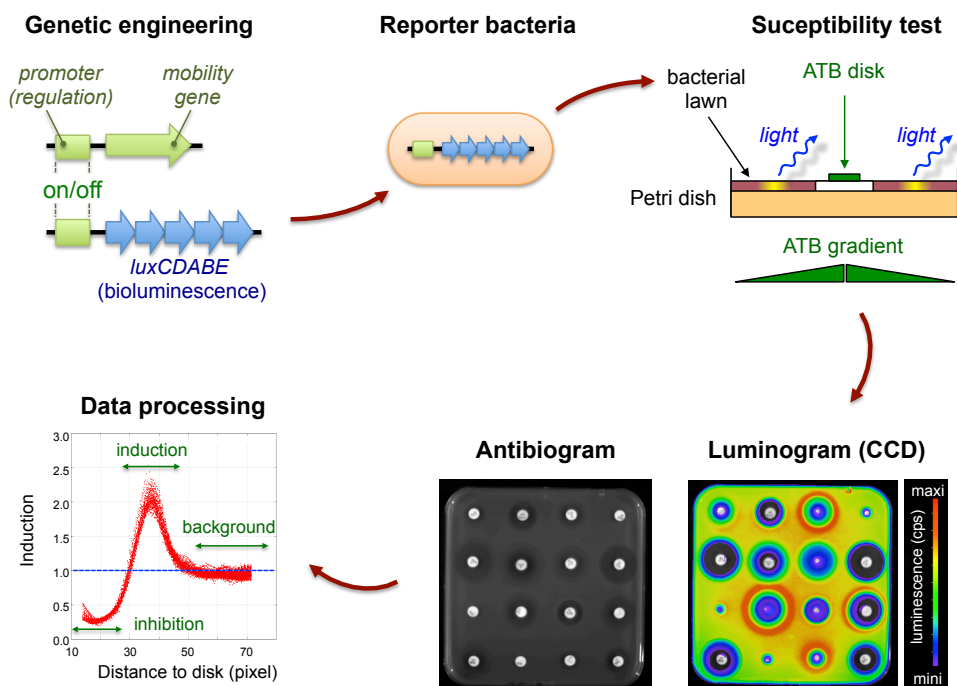 Genetic engineering
promoter
(regulation)
mobility
gene
on/off
luxCDABE
(bioluminescence)
Reporter bacteria
Suceptibility test
ATB disk
bacterial
lawn
light
light
Petri dish
ATB gradient
Data processing
3.0
2.5
2.0
1.5
1.0
0.5
0.0
Induction
induction
background
inhibition
10
30
50
70
Distance to disk (pixel)
Antibiogram
Luminogram (CCD)
maxi
luminescence (cps)
mini